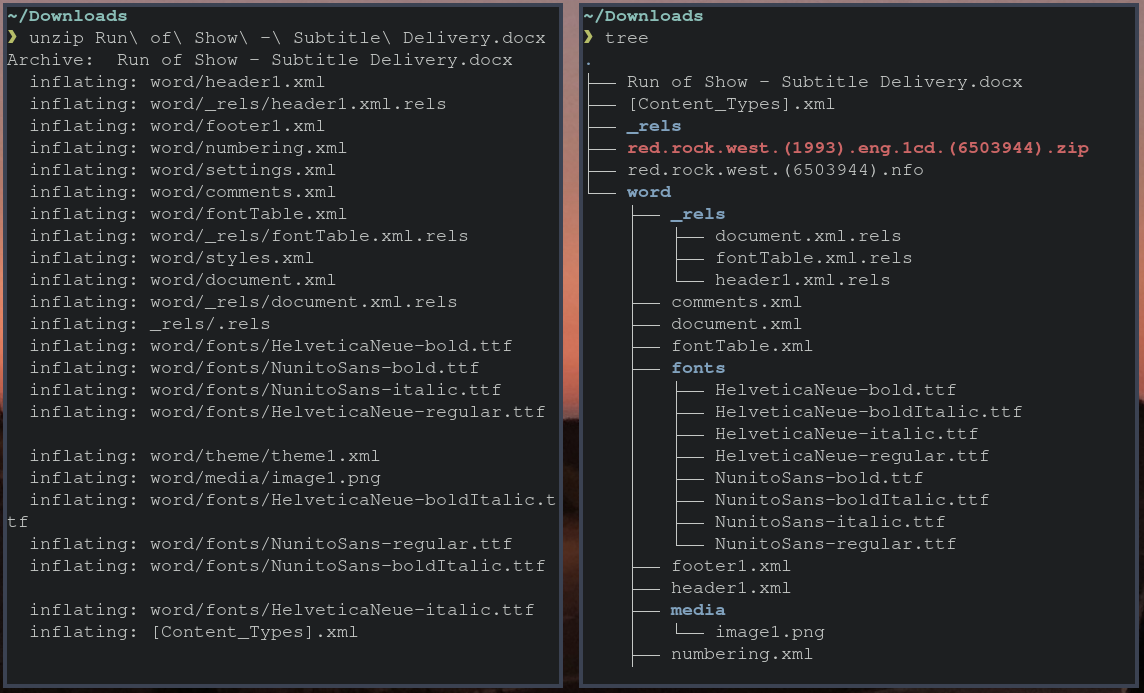 ~/Downloads
❯ unzip Run\ of\ Show\ -\ Subtitle\ Delivery.docx
Archive:  Run of Show - Subtitle Delivery.docx
  inflating: word/header1.xml
  inflating: word/_rels/header1.xml.rels
  inflating: word/footer1.xml
  inflating: word/numbering.xml
  inflating: word/settings.xml
  inflating: word/comments.xml
  inflating: word/fontTable.xml
  inflating: word/_rels/fontTable.xml.rels
  inflating: word/styles.xml
  inflating: word/document.xml
  inflating: word/_rels/document.xml.rels
  inflating: _rels/.rels
  inflating: word/fonts/HelveticaNeue-bold.ttf
  inflating: word/fonts/NunitoSans-bold.ttf
  inflating: word/fonts/NunitoSans-italic.ttf
  inflating: word/fonts/HelveticaNeue-regular.ttf
  inflating: word/theme/theme1.xml
  inflating: word/media/image1.png
  inflating: word/fonts/HelveticaNeue-boldItalic.t
tf
  inflating: word/fonts/NunitoSans-regular.ttf
  inflating: word/fonts/NunitoSans-boldItalic.ttf
  inflating: word/fonts/HelveticaNeue-italic.ttf
  inflating: [Content_Types].xml
~/Downloads
❯ tree
.
├── Run of Show - Subtitle Delivery.docx
├── [Content_Types].xml
├── _rels
├── red.rock.west.(1993).eng.1cd.(6503944).zip
├── red.rock.west.(6503944).nfo
└── word
    ├── _rels
    │   ├── document.xml.rels
    │   ├── fontTable.xml.rels
    │   └── header1.xml.rels
    ├── comments.xml
    ├── document.xml
    ├── fontTable.xml
    ├── fonts
    │   ├── HelveticaNeue-bold.ttf
    │   ├── HelveticaNeue-boldItalic.ttf
    │   ├── HelveticaNeue-italic.ttf
    │   ├── HelveticaNeue-regular.ttf
    │   ├── NunitoSans-bold.ttf
    │   ├── NunitoSans-boldItalic.ttf
    │   ├── NunitoSans-italic.ttf
    │   └── NunitoSans-regular.ttf
    ├── footer1.xml
    ├── header1.xml
    ├── media
    │   └── image1.png
    ├── numbering.xml